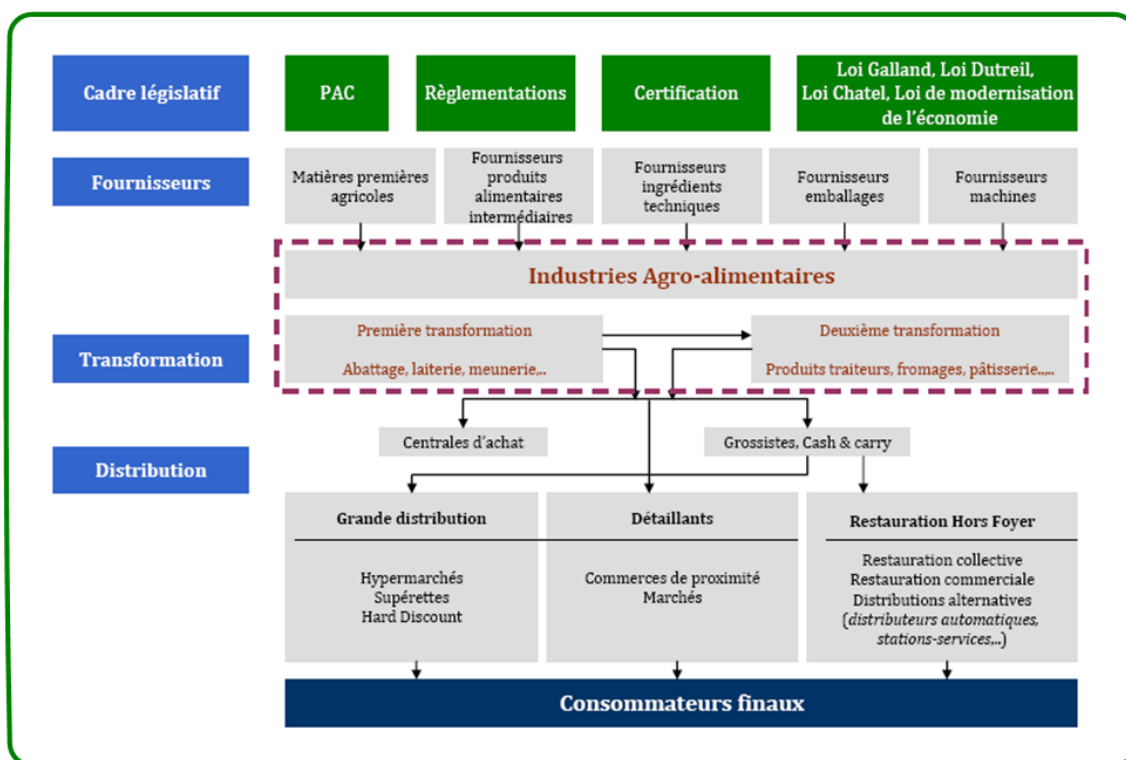 Cadre législatif
PAC
Règlementations
Certification
Loi Galland, Loi Dutreil,
Loi Chatel, Loi de modernisation
de l'économie
Fournisseurs
Matières premières
agricoles
Fournisseurs
produits
alimentaires
intermédiaires
Fournisseurs
ingrédients
techniques
Fournisseurs
emballages
Fournisseurs
machines
Industries Agro-alimentaires
Transformation
Première transformation
Abattage, laiterie, meunerie,..
Deuxième transformation
Produits traiteurs, fromages, pâtisserie..,..
Centrales d'achat
Grossistes, Cash & carry
Distribution
Grande distribution
Hypermarchés
Supérettes
Hard Discount
Détaillants
Commerces de proximité
Marchés
Restauration Hors Foyer
Restauration collective
Restauration commerciale
Distributions alternatives
(distributeurs automatiques,
stations-services,..)
Consommateurs finaux